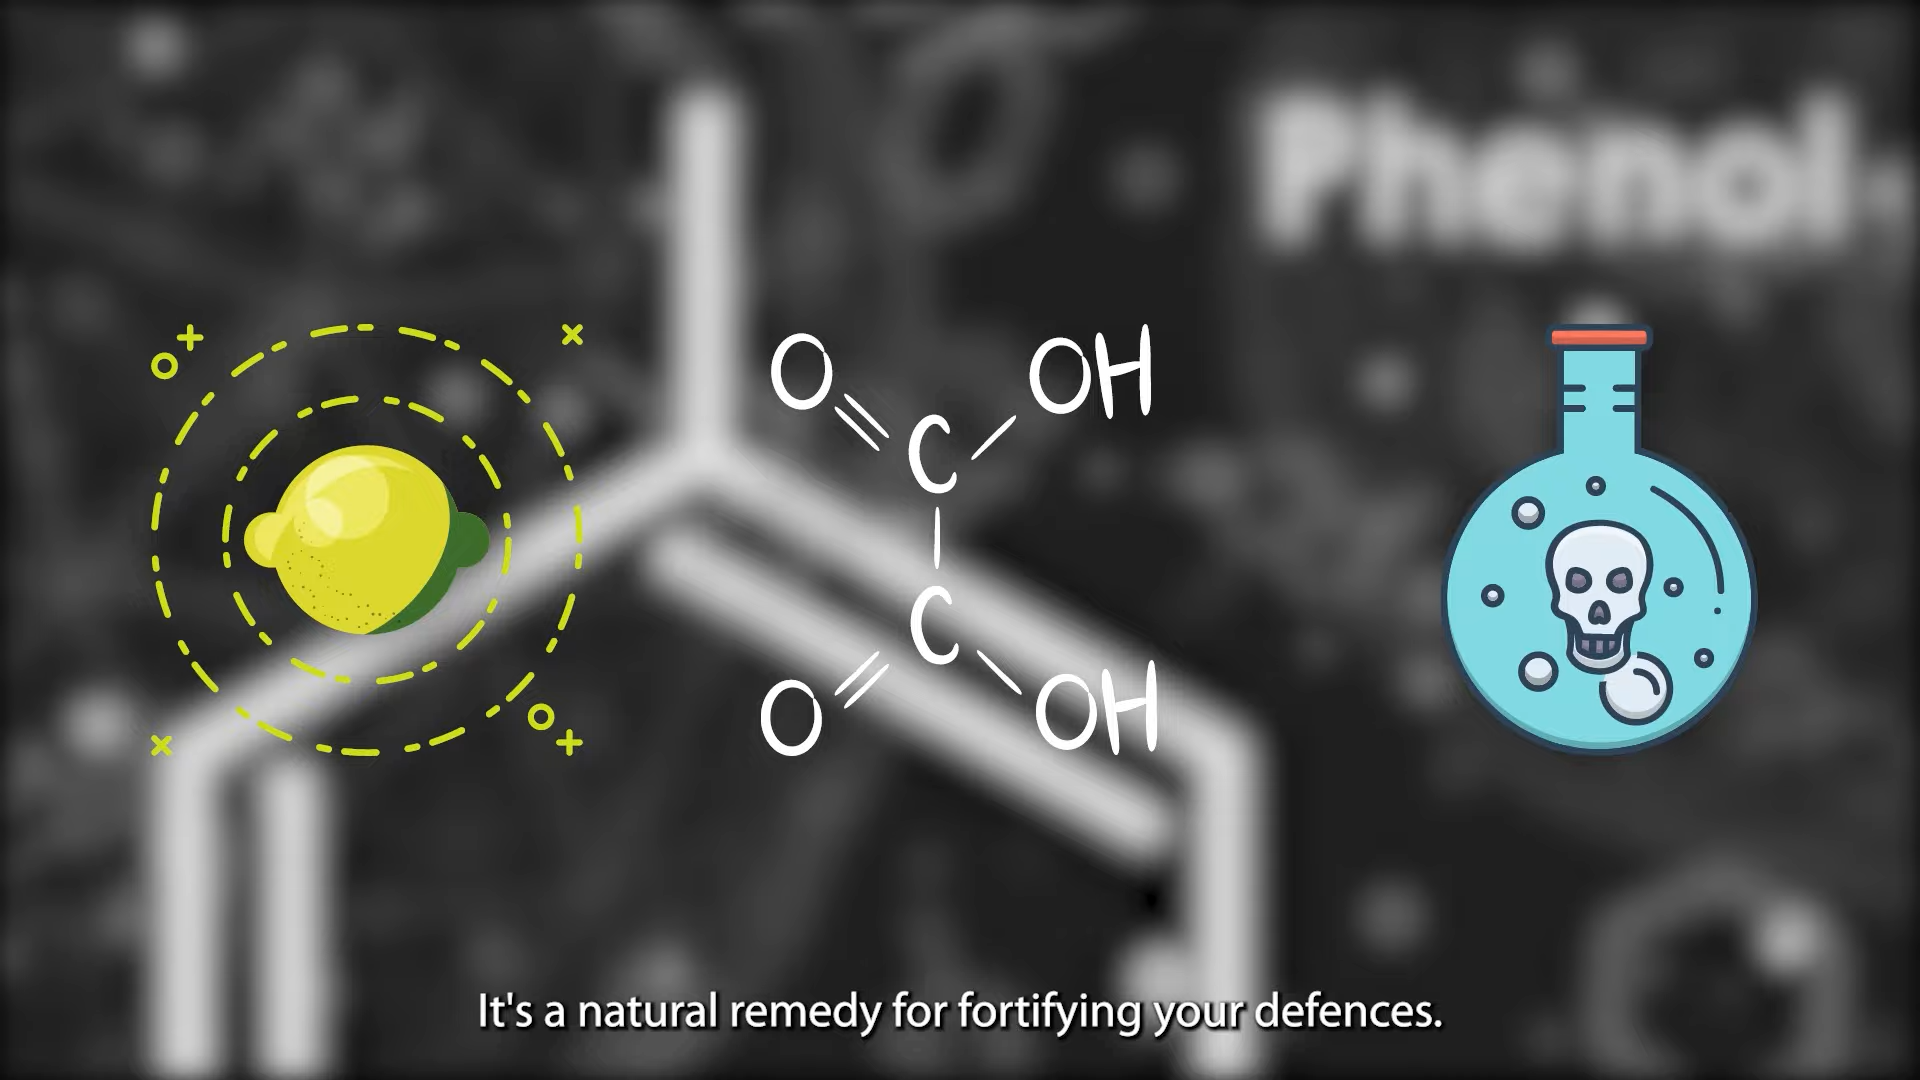 Phenol
O OH
C
C
O OH
It's a natural remedy for fortifying your defences.